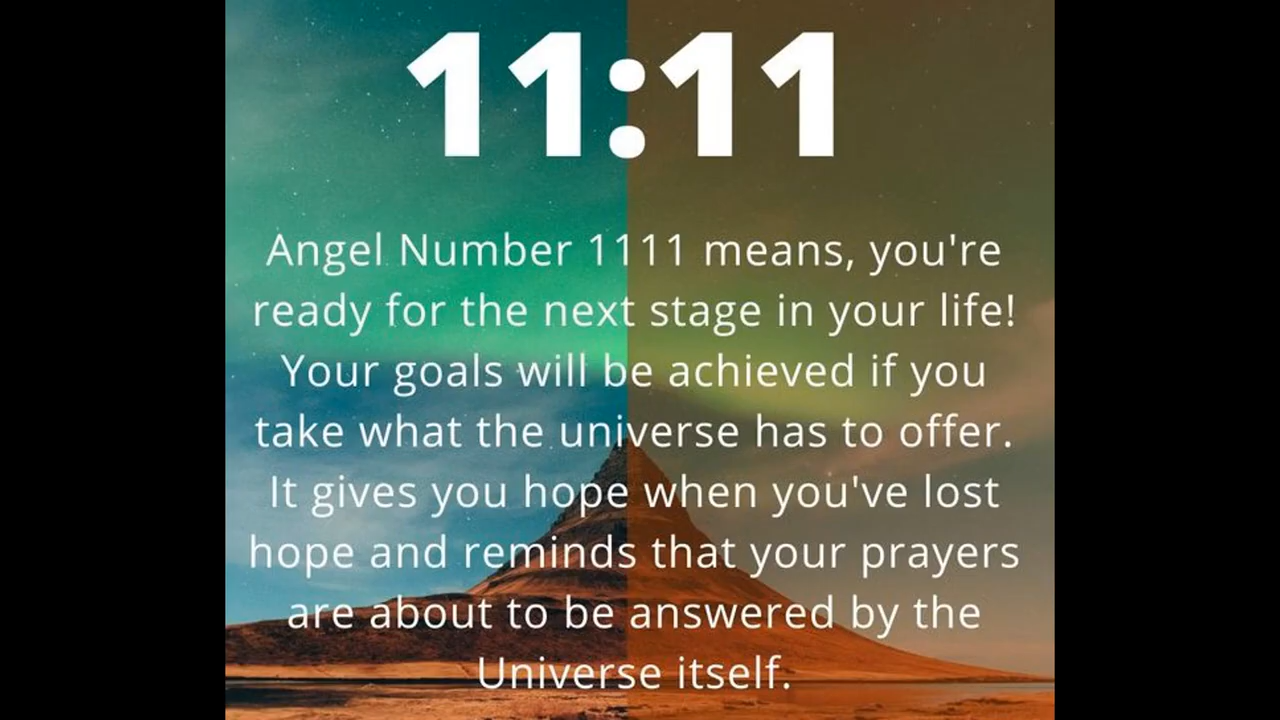 11:11
Angel Number 1111 means, you're
ready for the next stage in your life!
Your goals will be achieved if you
take what the universe has to offer.
It gives you hope when you've lost
hope and reminds that your prayers
are about to be answered by the
Universe itself.